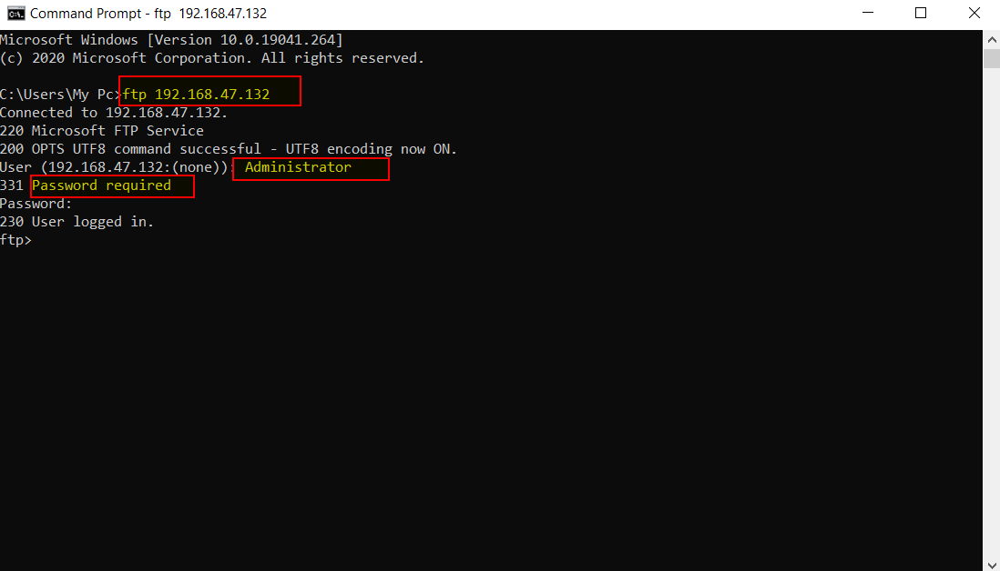 Command Prompt - ftp  192.168.47.132
Microsoft Windows [Version 10.0.19041.264]
(c) 2020 Microsoft Corporation. All rights reserved.
C:\Users\My Pc>ftp 192.168.47.132
Connected to 192.168.47.132.
220 Microsoft FTP Service
200 OPTS UTF8 command successful - UTF8 encoding now ON.
User (192.168.47.132:(none)): Administrator
331 Password required
Password:
230 User logged in.
ftp>